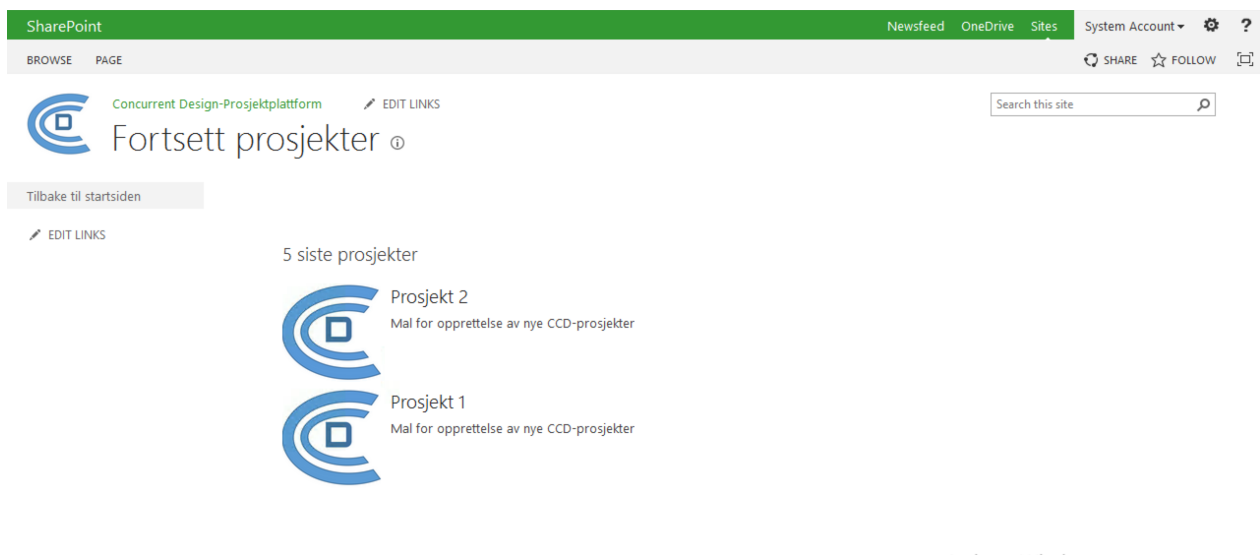 SharePoint
Newsfeed OneDrive Sites System Account ?
BROWSE PAGE
SHARE FOLLOW
Concurrent Design-Prosjektplattform EDIT LINKS
Search this site
Fortsett prosjekter
Tilbake til startsiden
EDIT LINKS
5 siste prosjekter
Prosjekt 2
Mal for opprettelse av nye CCD-prosjekter
Prosjekt 1
Mal for opprettelse av nye CCD-prosjekter